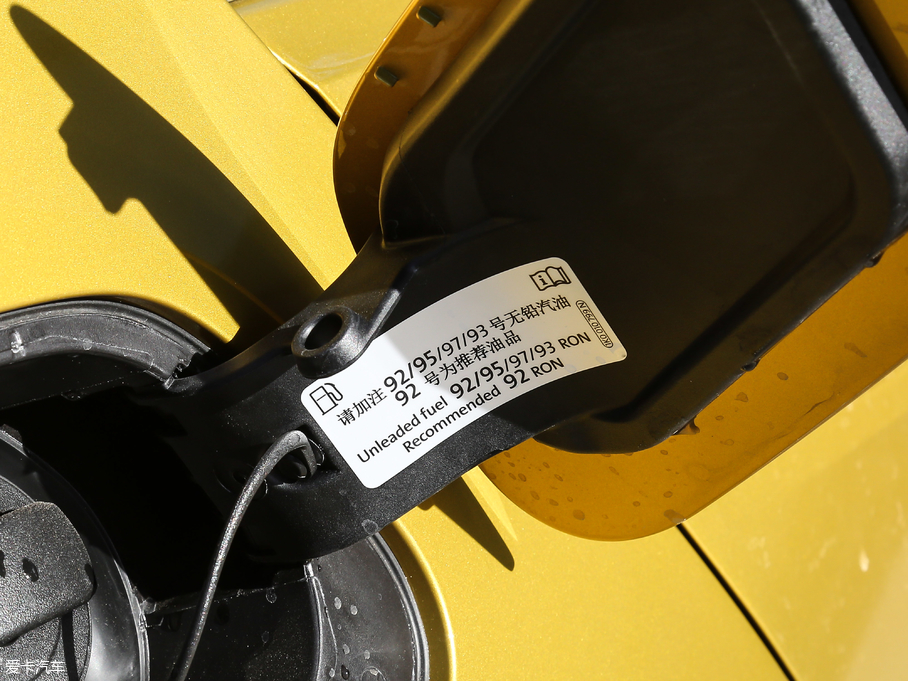 请加注 92/95/97/93 号无铅汽油
92 号为推荐油品
Unleaded fuel 92/95/97/93 RON
Recommended 92 RON
爱卡汽车